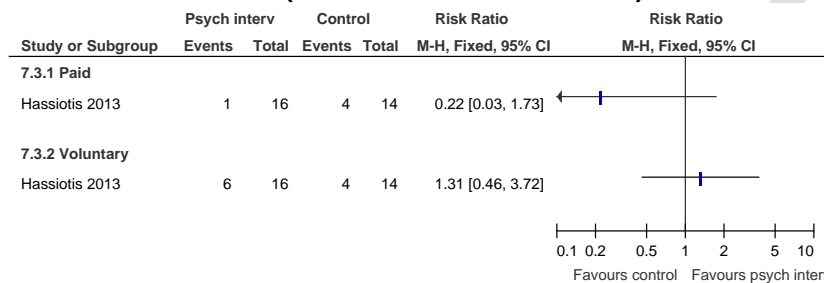 Psych interv Control Risk Ratio Risk Ratio
Study or Subgroup Events Total Events Total M-H, Fixed, 95% CI M-H, Fixed, 95% CI
7.3.1 Paid
Hassiotis 2013 1 16 4 14 0.22 [0.03, 1.73]
7.3.2 Voluntary
Hassiotis 2013 6 16 4 14 1.31 [0.46, 3.72]
0.1 0.2 0.5 1 2 5 10
Favours control Favours psych inter